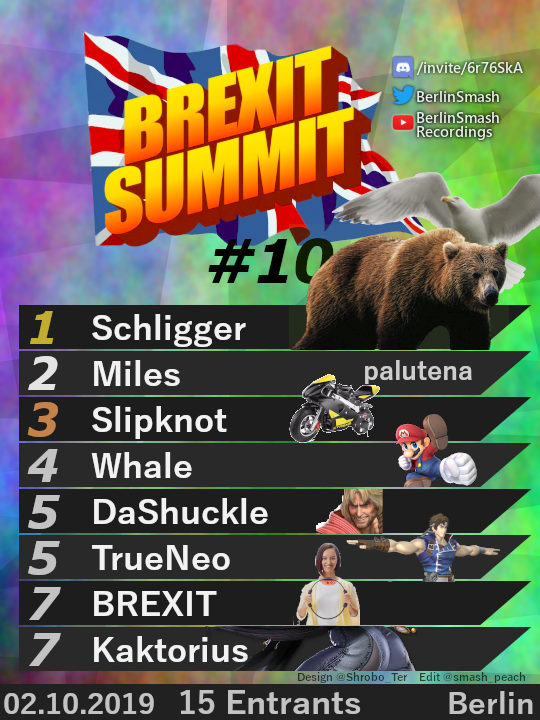 BREXIT
SUMMIT
/invite/6r76SkA
BerlinSmash
BerlinSmash
Recordings
#10
1 Schligger
2 Miles palutena
3 Slipknot
4 Whale
5 DaShuckle
5 TrueNeo
7 BREXIT
7 Kaktorius
Design @Shrobo_Ter Edit @smash_peach
02.10.2019 15 Entrants Berlin